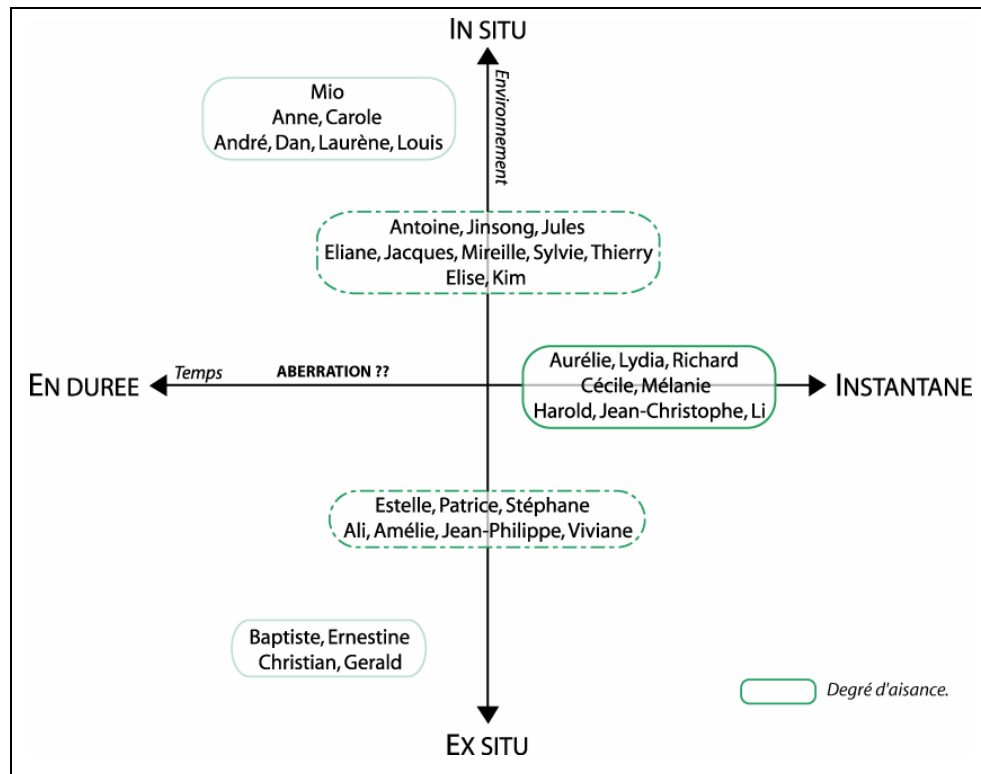 IN SITU
Environnement
Mio
Anne, Carole
André, Dan, Laurène, Louis
Antoine, Jinsong, Jules
Eliane, Jacques, Mireille, Sylvie, Thierry
Elise, Kim
EN DUREE
Temps
ABERRATION ??
Aurélie, Lydia, Richard
Cécile, Mélanie
Harold, Jean-Christophe, Li
INSTANTANE
Estelle, Patrice, Stéphane
Ali, Amélie, Jean-Philippe, Viviane
Baptiste, Ernestine
Christian, Gerald
Degré d'aisance.
EX SITU